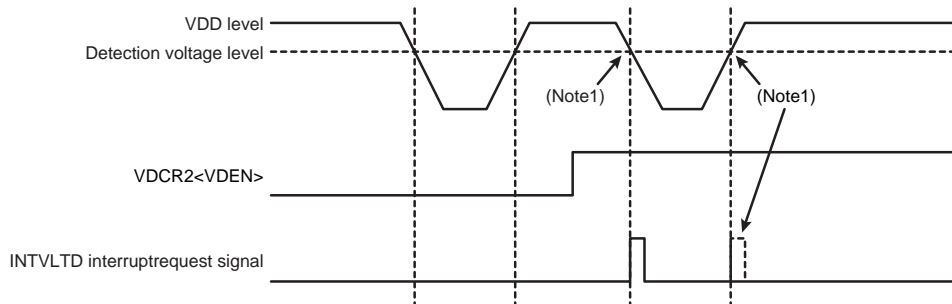 VDD level
Detection voltage level
(Note1)
(Note1)
VDCR2<VDEN>
INTVLTD interruptrequest signal